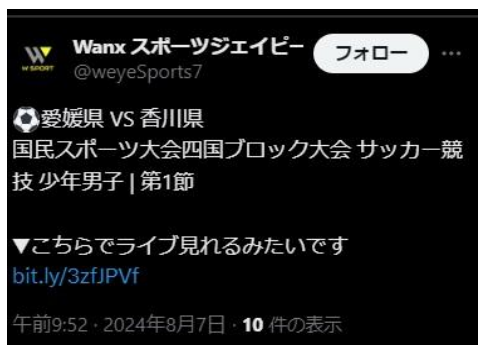 Wanx スポーツジェイピー
フォロー
W SPORT
@weyeSports7
⚽愛媛県 VS 香川県
国民スポーツ大会四国ブロック大会 サッカー競
技 少年男子 | 第1節
▼こちらでライブ見れるみたいです
bit.ly/3zfJPVf
午前9:52 · 2024年8月7日 · 10 件の表示